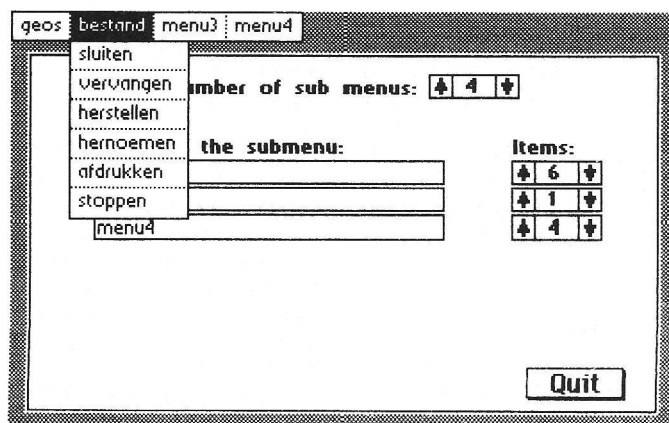 geos bestand menu3 menu4
sluiten
vervangen
mber of sub menus: 4
herstellen
hernoemen
the submenu: Items:
afdrukken
6
stoppen
1
menu4
4
Quit